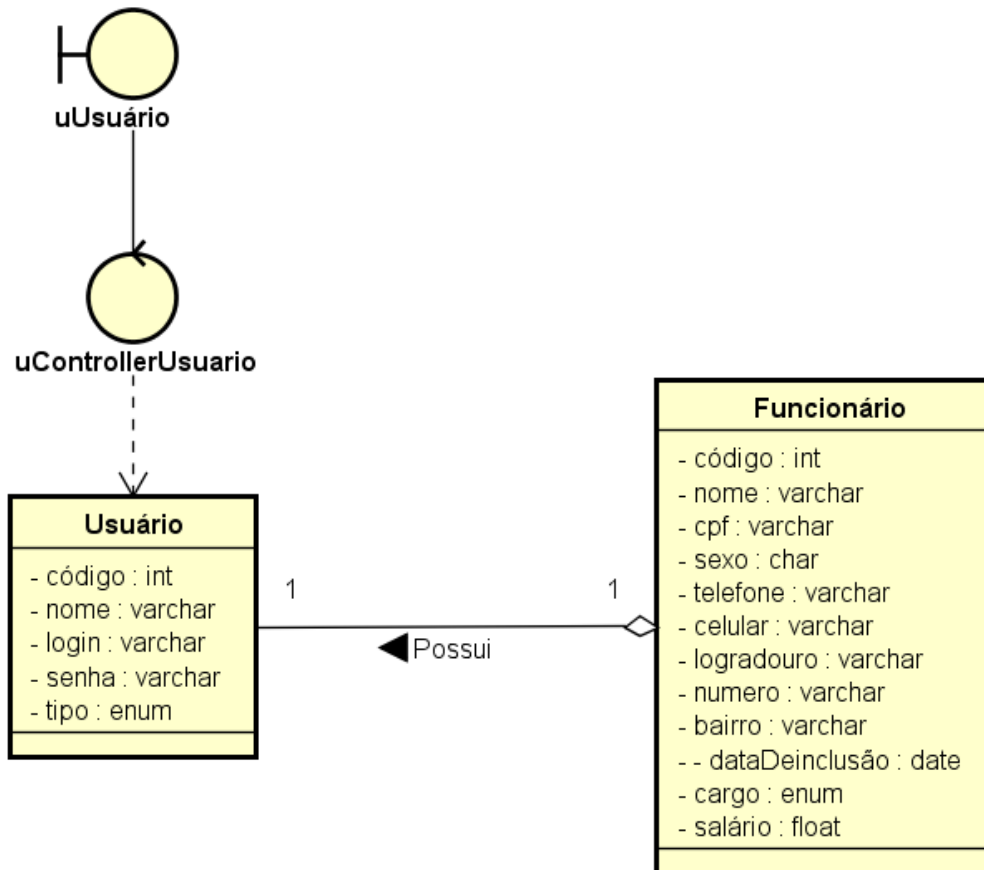 uUsuário
uControllerUsuario
Usuário
- código : int
- nome : varchar
- login : varchar
- senha : varchar
- tipo : enum
1
1
Possui
Funcionário
- código : int
- nome : varchar
- cpf : varchar
- sexo : char
- telefone : varchar
- celular : varchar
- logradouro : varchar
- numero : varchar
- bairro : varchar
- - dataDeinclusão : date
- cargo : enum
- salário : float